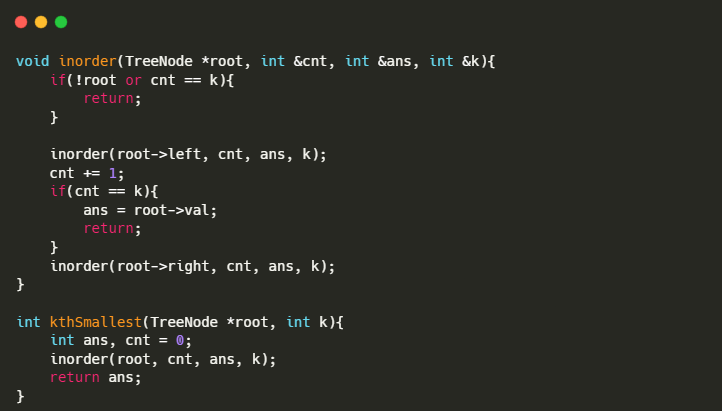 void inorder(TreeNode *root, int &cnt, int &ans, int &k){
    if(!root or cnt == k){
        return;
    }

    inorder(root->left, cnt, ans, k);
    cnt += 1;
    if(cnt == k){
        ans = root->val;
        return;
    }
    inorder(root->right, cnt, ans, k);
}

int kthSmallest(TreeNode *root, int k){
    int ans, cnt = 0;
    inorder(root, cnt, ans, k);
    return ans;
}